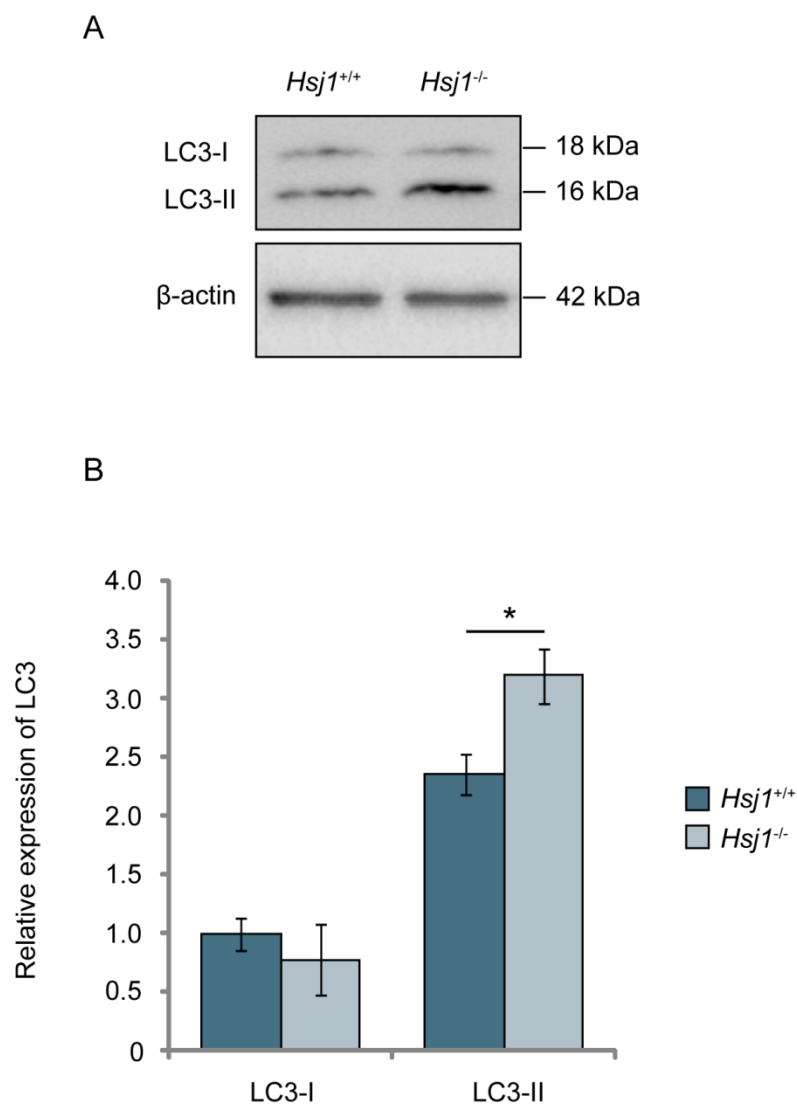 A
Hsj1+/+ Hsj1-/-
LC3-I
18 kDa
LC3-II
16 kDa
β-actin
42 kDa
B
Relative expression of LC3
4.0
3.5
3.0
2.5
2.0
1.5
1.0
0.5
0
*
LC3-I LC3-II
Hsj1+/+
Hsj1-/-